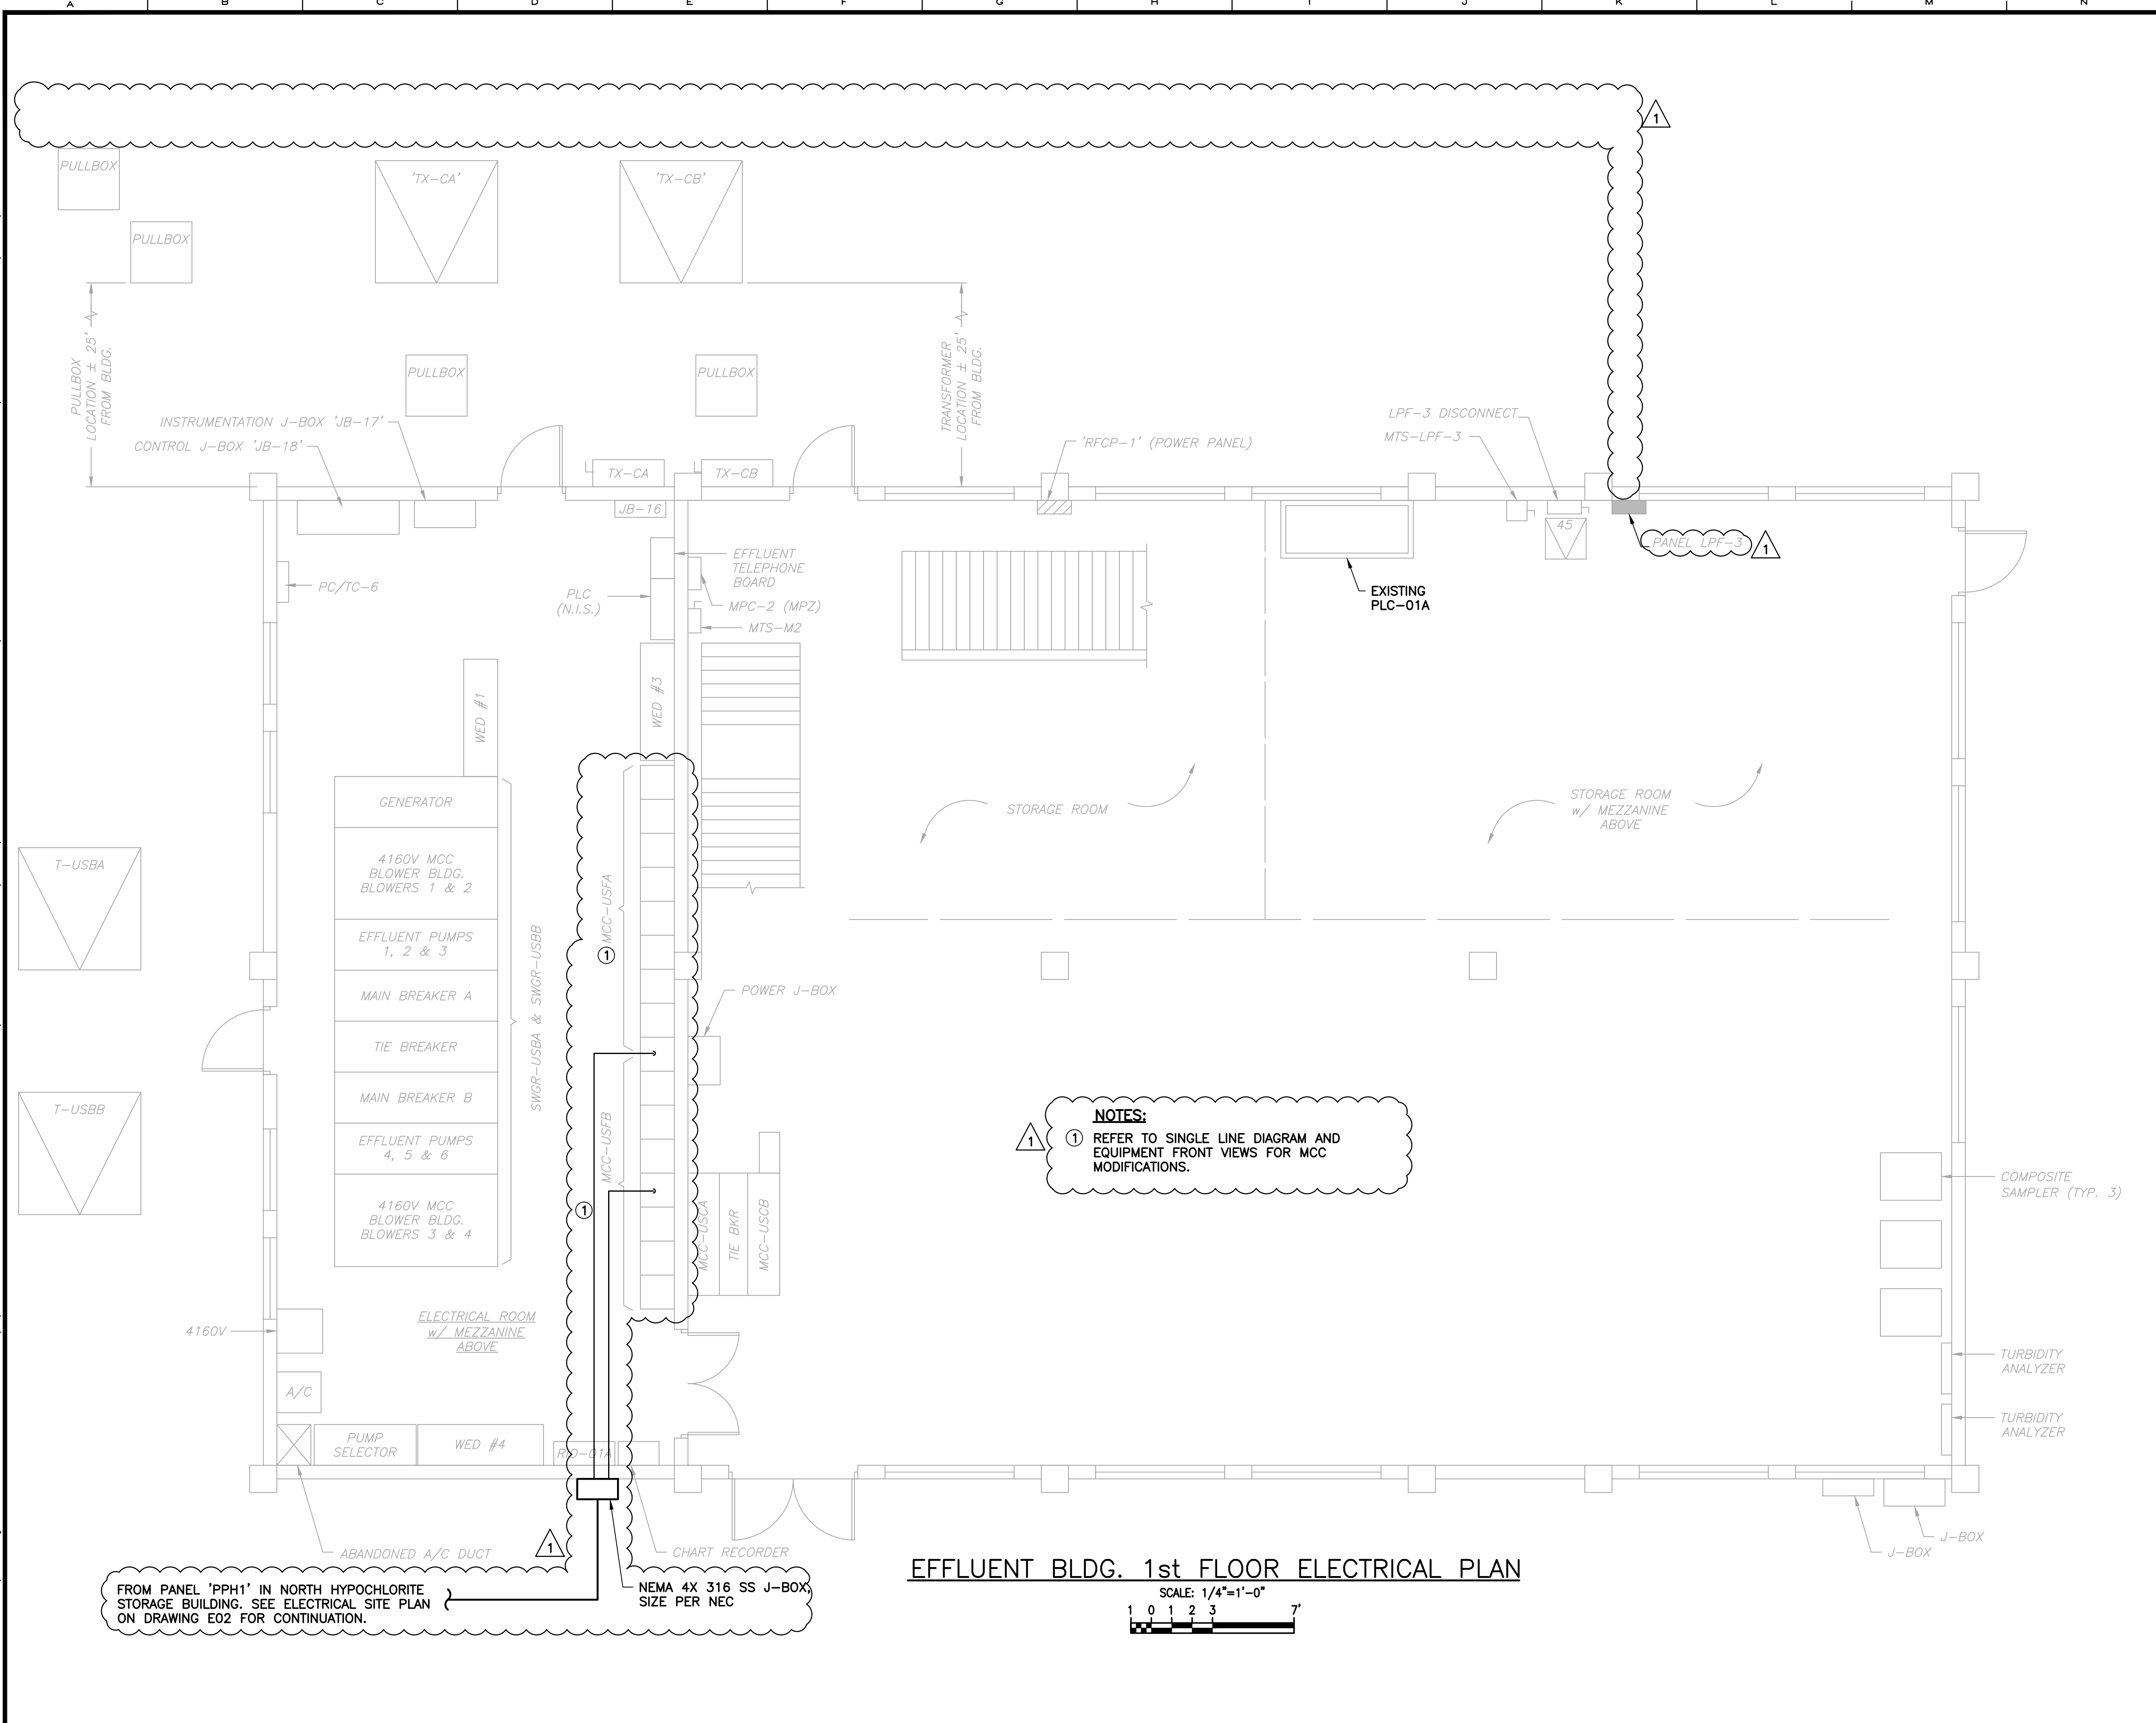 A B C D E F G H I J K L M N
1
PULLBOX
'TX-CA'
'TX-CB'
PULLBOX
PULLBOX
LOCATION ± 25'
FROM BLDG.
PULLBOX
PULLBOX
TRANSFORMER
LOCATION ± 25'
FROM BLDG.
INSTRUMENTATION J-BOX 'JB-17'
CONTROL J-BOX 'JB-18'
'RFCP-1' (POWER PANEL)
LPF-3 DISCONNECT
MTS-LPF-3
TX-CA
TX-CB
JB-16
45
PANEL LPF-3
1
EFFLUENT
TELEPHONE
BOARD
PC/TC-6
PLC
(N.I.S.)
MPC-2 (MPZ)
MTS-M2
EXISTING
PLC-01A
WED #1
WED #3
GENERATOR
4160V MCC
BLOWER BLDG.
BLOWERS 1 & 2
EFFLUENT PUMPS
1, 2 & 3
MAIN BREAKER A
TIE BREAKER
MAIN BREAKER B
EFFLUENT PUMPS
4, 5 & 6
4160V MCC
BLOWER BLDG.
BLOWERS 3 & 4
SWGR-USBA & SWGR-USBB
T-USBA
T-USBB
MCC-USFA
1
MCC-USFB
1
STORAGE ROOM
STORAGE ROOM
w/ MEZZANINE
ABOVE
POWER J-BOX
MCC-USCA
TIE BKR
MCC-USCB
1
NOTES:
1 REFER TO SINGLE LINE DIAGRAM AND
EQUIPMENT FRONT VIEWS FOR MCC
MODIFICATIONS.
COMPOSITE
SAMPLER (TYP. 3)
4160V
ELECTRICAL ROOM
w/ MEZZANINE
ABOVE
A/C
PUMP
SELECTOR
WED #4
RIO-01A
TURBIDITY
ANALYZER
TURBIDITY
ANALYZER
J-BOX
J-BOX
ABANDONED A/C DUCT
1
CHART RECORDER
FROM PANEL 'PPH1' IN NORTH HYPOCHLORITE
STORAGE BUILDING. SEE ELECTRICAL SITE PLAN
ON DRAWING E02 FOR CONTINUATION.
NEMA 4X 316 SS J-BOX,
SIZE PER NEC
EFFLUENT BLDG. 1st FLOOR ELECTRICAL PLAN
SCALE: 1/4"=1'-0"
1 0 1 2 3 7'